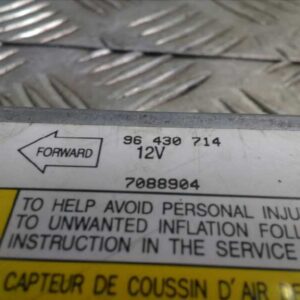 FORWARD
96 430 714
12V
7088904
TO HELP AVOID PERSONAL INJU
TO UNWANTED INFLATION FOLL
INSTRUCTION IN THE SERVICE
CAPTEUR DE COUSSIN D'AIR DE